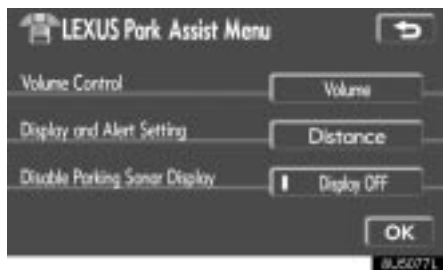 LEXUS Park Assist Menu
Volume Control
Volume
Display and Alert Setting
Distance
Disable Parking Sonar Display
Display OFF
OK
8US077L